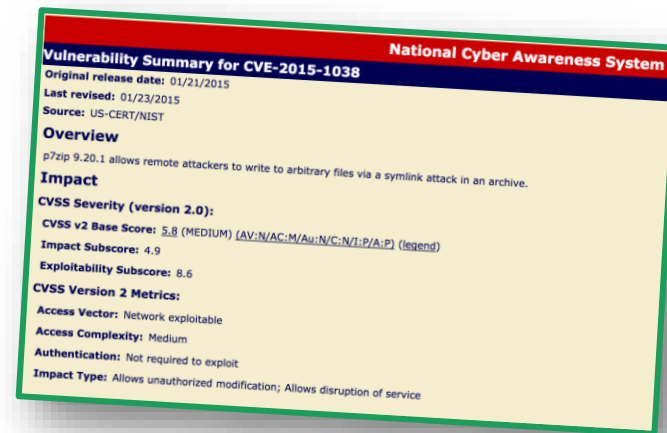 National Cyber Awareness System
Vulnerability Summary for CVE-2015-1038
Original release date: 01/21/2015
Last revised: 01/23/2015
Source: US-CERT/NIST
Overview
p7zip 9.20.1 allows remote attackers to write to arbitrary files via a symlink attack in an archive.
Impact
CVSS Severity (version 2.0):
CVSS v2 Base Score: 5.8 (MEDIUM) (AV:N/AC:M/Au:N/C:N/I:P/A:P) (legend)
Impact Subscore: 4.9
Exploitability Subscore: 8.6
CVSS Version 2 Metrics:
Access Vector: Network exploitable
Access Complexity: Medium
Authentication: Not required to exploit
Impact Type: Allows unauthorized modification; Allows disruption of service